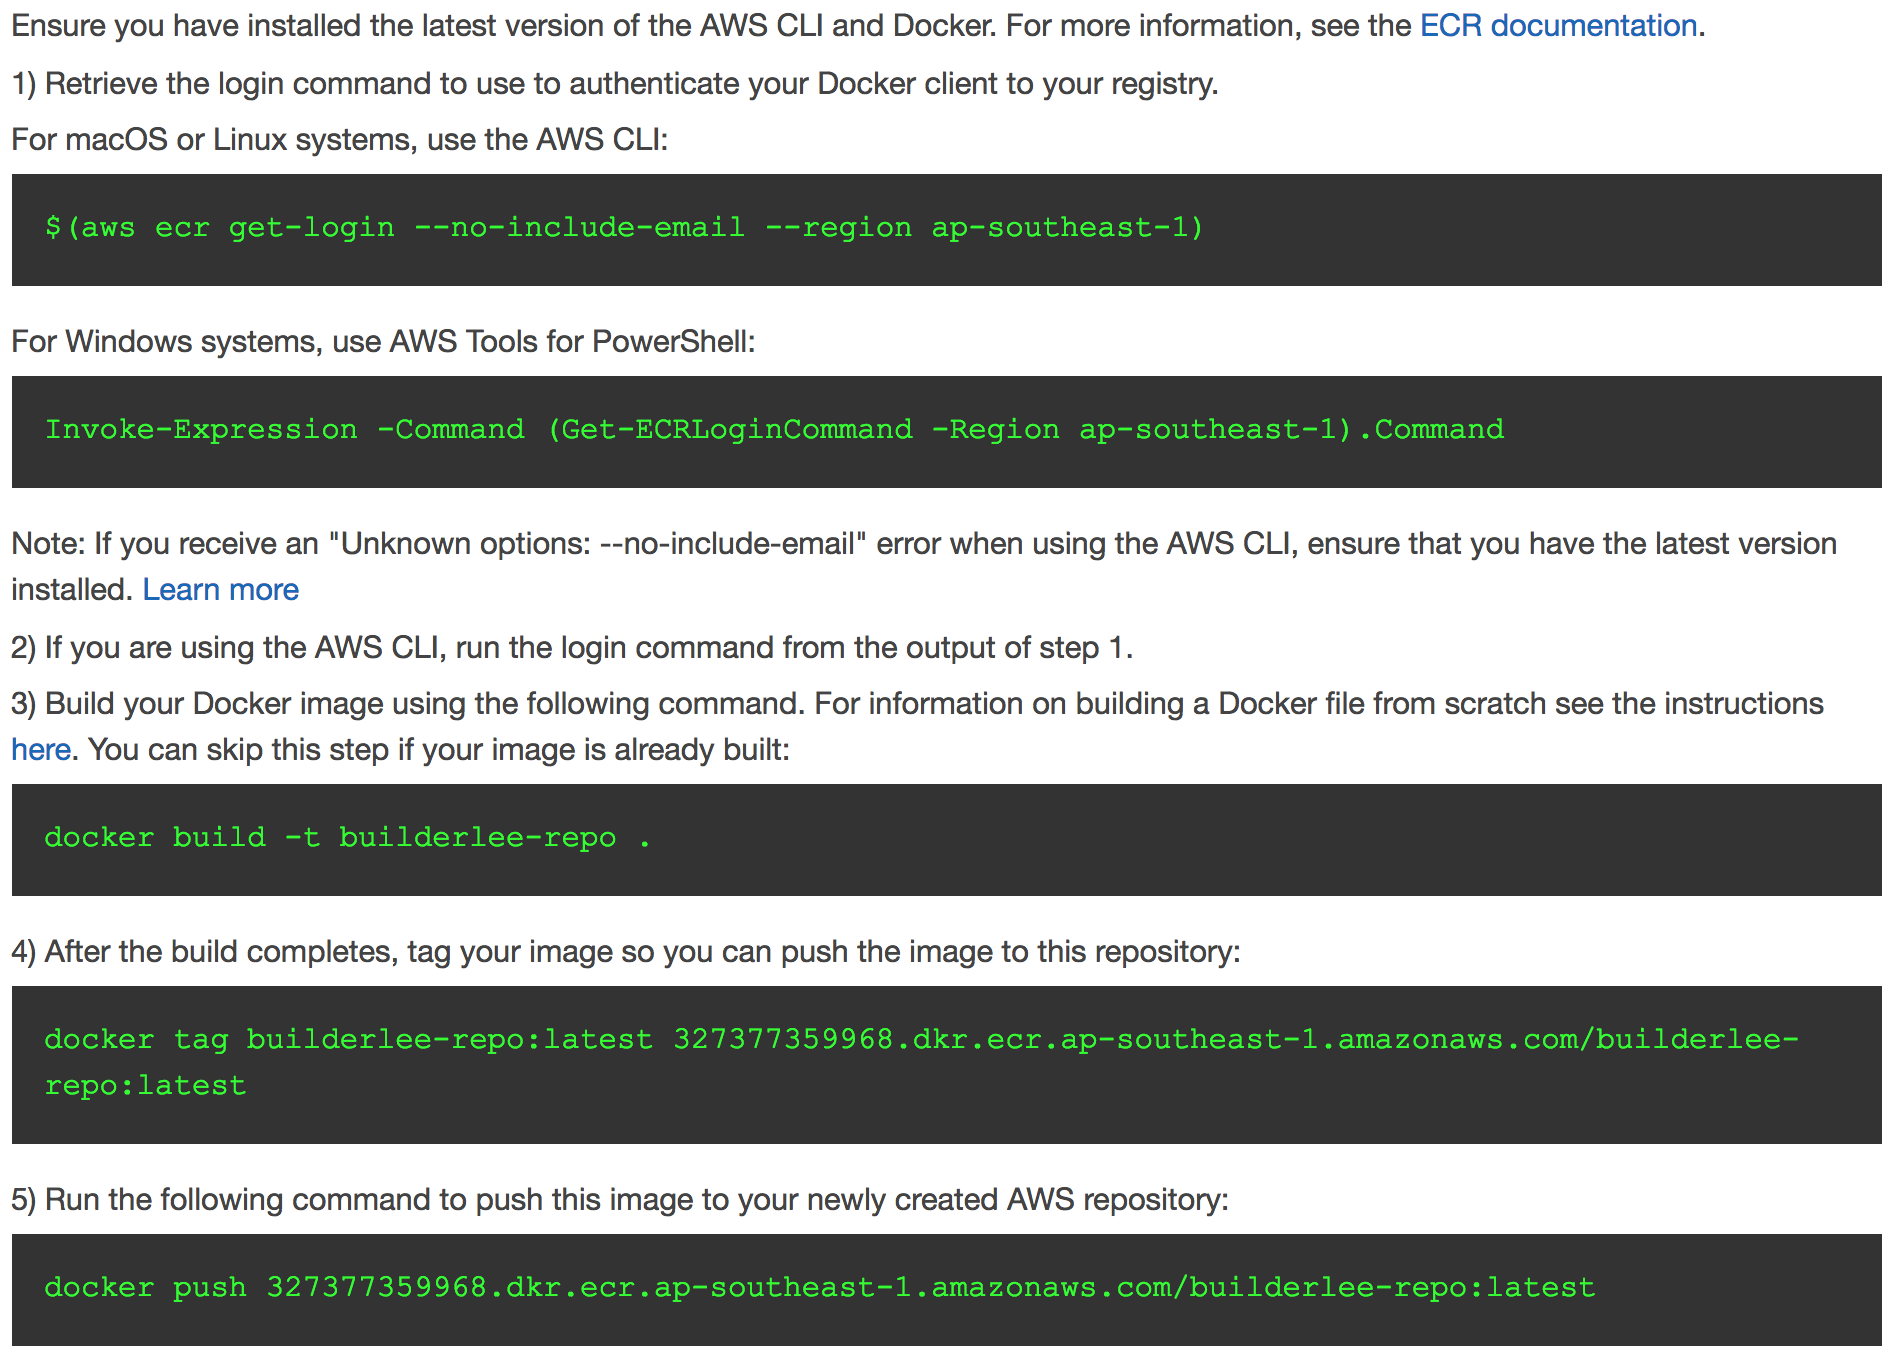 Ensure you have installed the latest version of the AWS CLI and Docker. For more information, see the ECR documentation.
1) Retrieve the login command to use to authenticate your Docker client to your registry.
For macOS or Linux systems, use the AWS CLI:
$(aws ecr get-login --no-include-email --region ap-southeast-1)
For Windows systems, use AWS Tools for PowerShell:
Invoke-Expression -Command (Get-ECRLoginCommand -Region ap-southeast-1).Command
Note: If you receive an "Unknown options: --no-include-email" error when using the AWS CLI, ensure that you have the latest version
installed. Learn more
2) If you are using the AWS CLI, run the login command from the output of step 1.
3) Build your Docker image using the following command. For information on building a Docker file from scratch see the instructions
here. You can skip this step if your image is already built:
docker build -t builderlee-repo .
4) After the build completes, tag your image so you can push the image to this repository:
docker tag builderlee-repo:latest 327377359968.dkr.ecr.ap-southeast-1.amazonaws.com/builderlee-
repo:latest
5) Run the following command to push this image to your newly created AWS repository:
docker push 327377359968.dkr.ecr.ap-southeast-1.amazonaws.com/builderlee-repo:latest